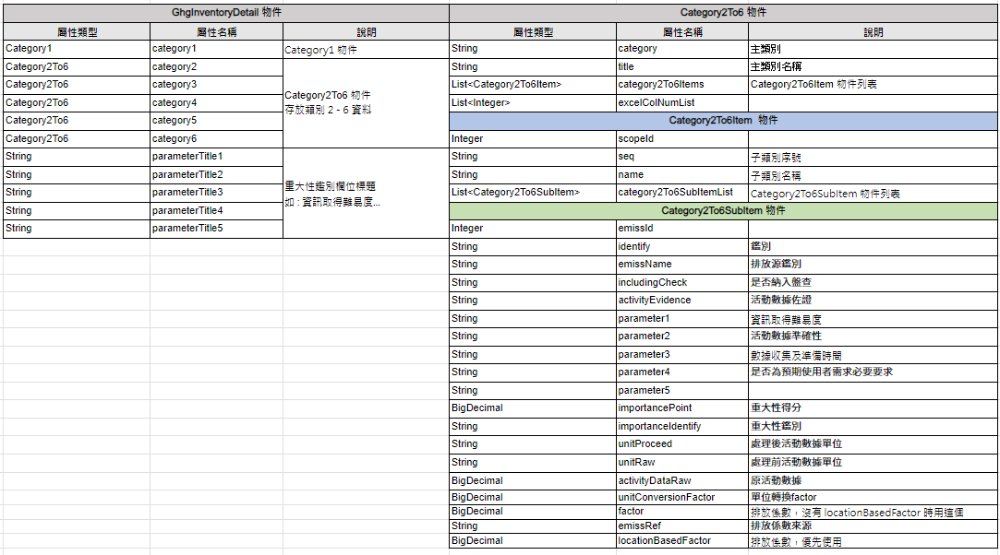 GhgInventoryDetail 物件
屬性類型 屬性名稱 說明
Category1 category1 Category1 物件
Category2To6 category2
Category2To6 category3
Category2To6 物件
存放類別 2 - 6 資料
Category2To6 category4
Category2To6 category5
Category2To6 category6
String parameterTitle1
String parameterTitle2
String parameterTitle3
重大性鑑別欄位標題
如 : 資訊取得難易度...
String parameterTitle4
String parameterTitle5
Category2To6 物件
屬性類型 屬性名稱 說明
String category 主類別
String title 主類別名稱
List<Category2To6Item> category2To6Items Category2To6Item 物件列表
List<Integer> excelColNumList
Category2To6Item 物件
Integer scopeId
String seq 子類別序號
String name 子類別名稱
List<Category2To6SubItem> category2To6SubItemList Category2To6SubItem 物件列表
Category2To6SubItem 物件
Integer emissId
String identify 鑑別
String emissName 排放源鑑別
String includingCheck 是否納入盤查
String activityEvidence 活動數據佐證
String parameter1 資訊取得難易度
String parameter2 活動數據準確性
String parameter3 數據收集及準備時間
String parameter4 是否為預期使用者需求必要要求
String parameter5
BigDecimal importancePoint 重大性得分
String importanceIdentify 重大性鑑別
String unitProceed 處理後活動數據單位
String unitRaw 處理前活動數據單位
BigDecimal activityDataRaw 原活動數據
BigDecimal unitConversionFactor 單位轉換factor
BigDecimal factor 排放係數，沒有 locationBasedFactor 時用這個
String emissRef 排放係數來源
BigDecimal locationBasedFactor 排放係數，優先使用